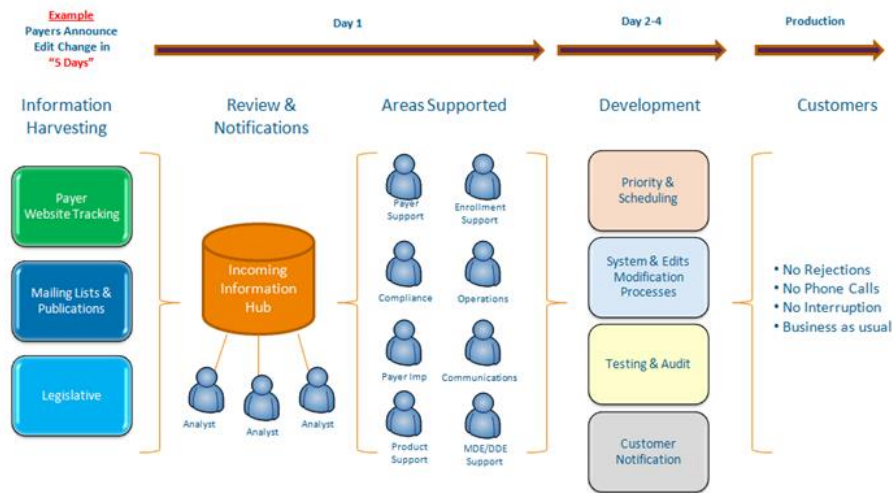 Example
Payers Announce
Edit Change in
"5 Days"
Day 1
Day 2-4
Production
Information
Harvesting
Review &
Notifications
Areas Supported
Development
Customers
Payer
Website Tracking
Mailing Lists &
Publications
Legislative
Incoming
Information
Hub
Analyst
Analyst
Analyst
Payer
Support
Enrollment
Support
Compliance
Operations
Payer Imp
Communications
Product
Support
MDE/DDE
Support
Priority &
Scheduling
System & Edits
Modification
Processes
Testing & Audit
Customer
Notification
• No Rejections
• No Phone Calls
• No Interruption
• Business as usual